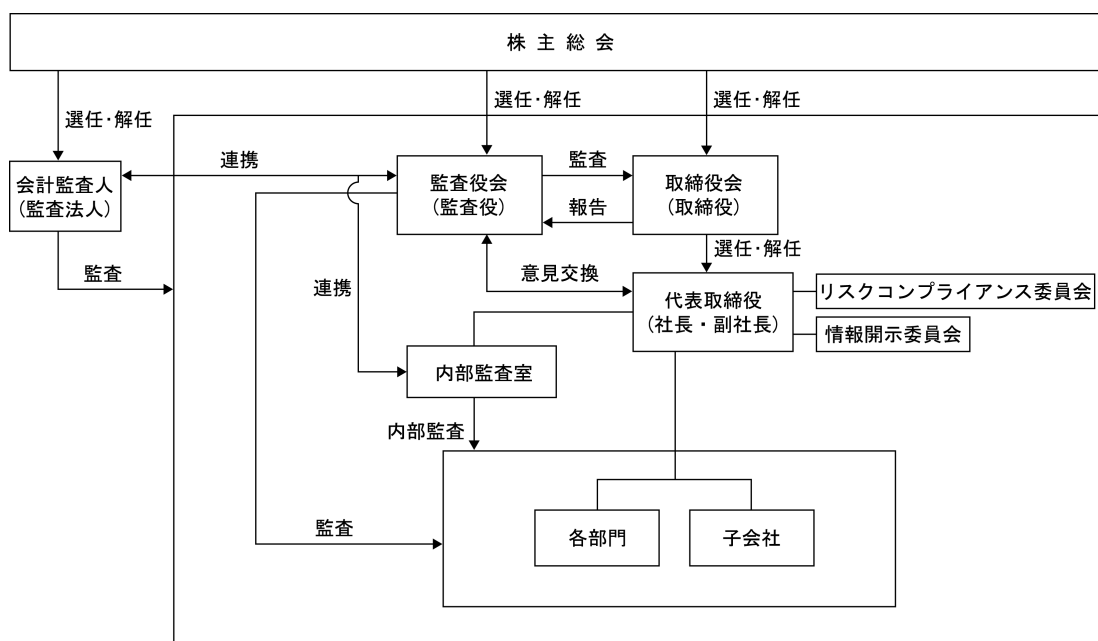 株主総会
選任・解任
選任・解任
選任・解任
会計監査人
(監査法人)
連携
監査役会
(監査役)
監査
報告
取締役会
(取締役)
選任・解任
監査
連携
意見交換
代表取締役
(社長・副社長)
リスクコンプライアンス委員会
情報開示委員会
内部監査室
内部監査
監査
各部門
子会社